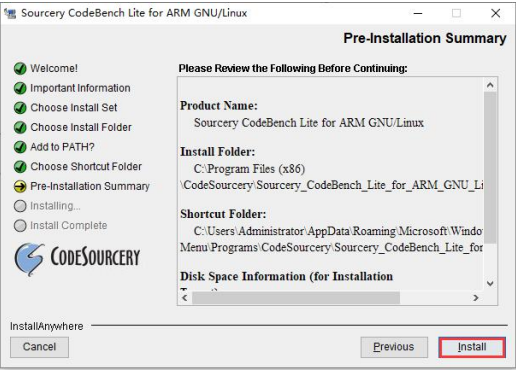 Sourcery CodeBench Lite for ARM GNU/Linux
Pre-Installation Summary
Welcome!
Important Information
Choose Install Set
Choose Install Folder
Add to PATH?
Choose Shortcut Folder
Pre-Installation Summary
Installing...
Install Complete
CODESOURCERY
Please Review the Following Before Continuing:
Product Name:
Sourcery CodeBench Lite for ARM GNU/Linux
Install Folder:
C:\Program Files (x86)
\CodeSourcery\Sourcery_CodeBench_Lite_for_ARM_GNU_Li
Shortcut Folder:
C:\Users\Administrator\AppData\Roaming\Microsoft\Windo
Menu\Programs\CodeSourcery\Sourcery_CodeBench_Lite_for
Disk Space Information (for Installation
InstallAnywhere
Cancel
Previous
Install